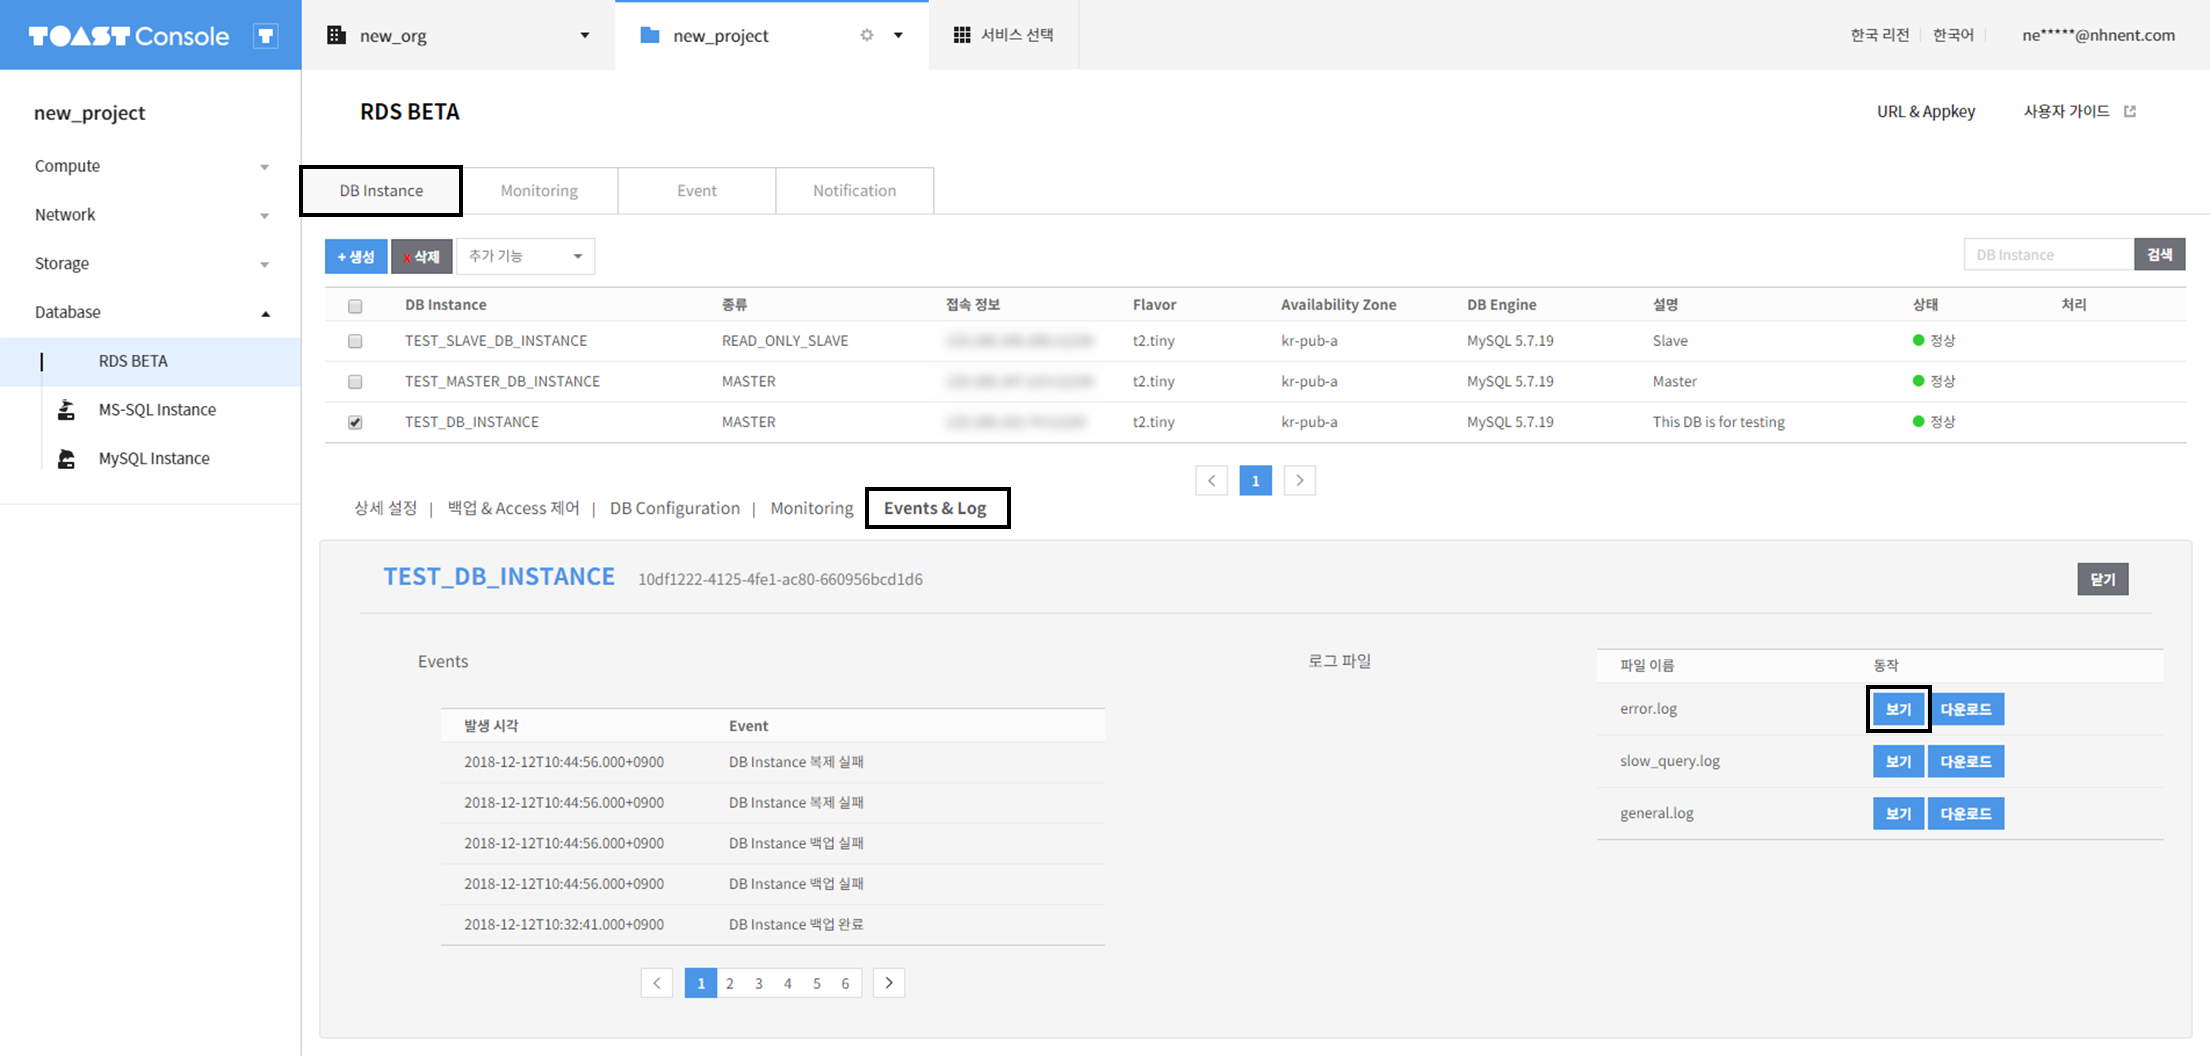 TOAST Console T
new_org
new_project
서비스 선택
한국 리전 한국어 ne*****@nhnent.com
new_project
Compute
Network
Storage
Database
RDS BETA
MS-SQL Instance
MySQL Instance
RDS BETA
URL & Appkey 사용자 가이드
DB Instance Monitoring Event Notification
+ 생성 x 삭제 추가 기능 DB Instance 검색
DB Instance 종류 접속 정보 Flavor Availability Zone DB Engine 설명 상태 처리
TEST_SLAVE_DB_INSTANCE READ_ONLY_SLAVE t2.tiny kr-pub-a MySQL 5.7.19 Slave 정상
TEST_MASTER_DB_INSTANCE MASTER t2.tiny kr-pub-a MySQL 5.7.19 Master 정상
TEST_DB_INSTANCE MASTER t2.tiny kr-pub-a MySQL 5.7.19 This DB is for testing 정상
< 1 >
상세 설정 | 백업 & Access 제어 | DB Configuration | Monitoring Events & Log
TEST_DB_INSTANCE 10df1222-4125-4fe1-ac80-660956bcd1d6 닫기
Events
발생 시각 Event
2018-12-12T10:44:56.000+0900 DB Instance 복제 실패
2018-12-12T10:44:56.000+0900 DB Instance 복제 실패
2018-12-12T10:44:56.000+0900 DB Instance 백업 실패
2018-12-12T10:44:56.000+0900 DB Instance 백업 실패
2018-12-12T10:32:41.000+0900 DB Instance 백업 완료
< 1 2 3 4 5 6 >
로그 파일
파일 이름 동작
error.log 보기 다운로드
slow_query.log 보기 다운로드
general.log 보기 다운로드